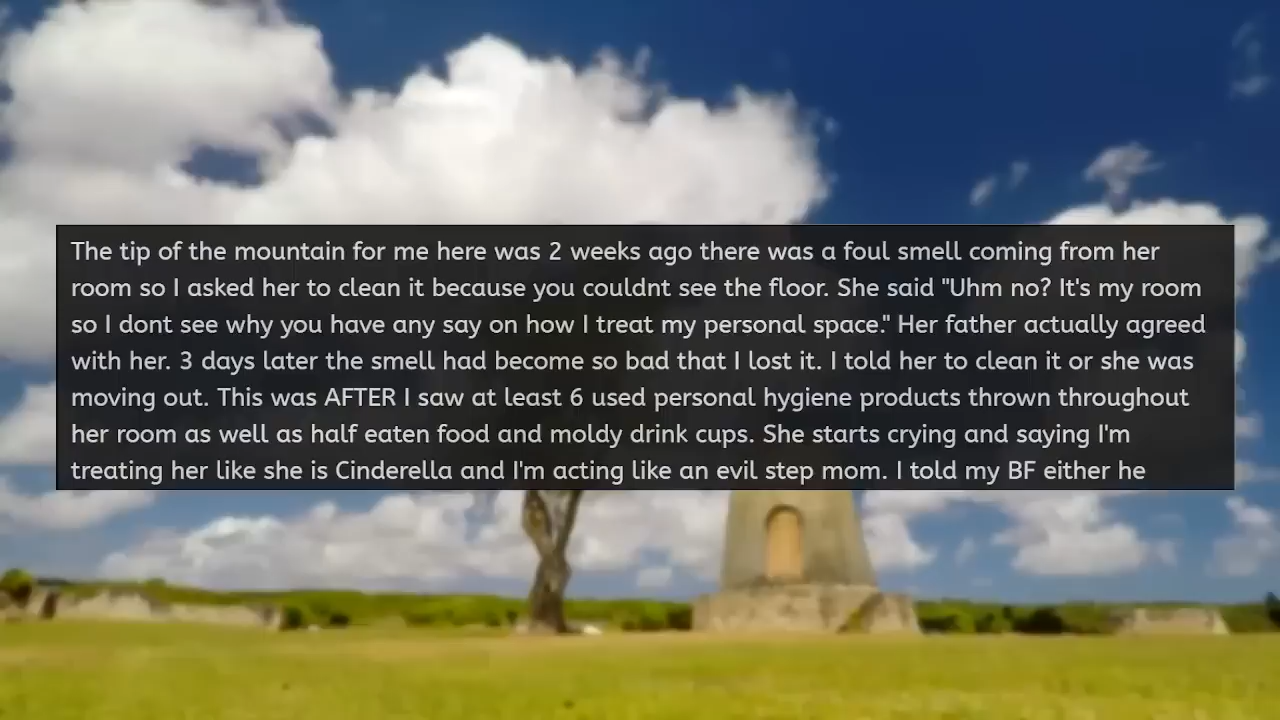 The tip of the mountain for me here was 2 weeks ago there was a foul smell coming from her
room so I asked her to clean it because you couldnt see the floor. She said "Uhm no? It's my room
so I dont see why you have any say on how I treat my personal space." Her father actually agreed
with her. 3 days later the smell had become so bad that I lost it. I told her to clean it or she was
moving out. This was AFTER I saw at least 6 used personal hygiene products thrown throughout
her room as well as half eaten food and moldy drink cups. She starts crying and saying I'm
treating her like she is Cinderella and I'm acting like an evil step mom. I told my BF either he